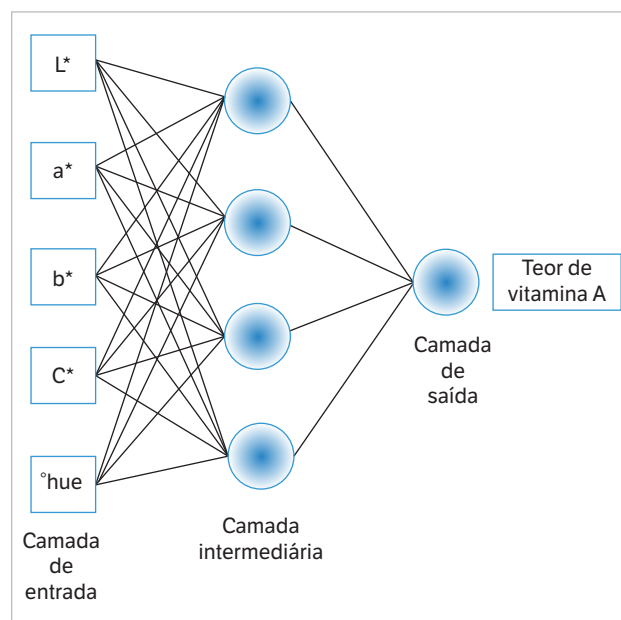 L*
a*
b*
C*
°hue
Camada
de
entrada
Camada
intermediária
Camada
de
saída
Teor de
vitamina A